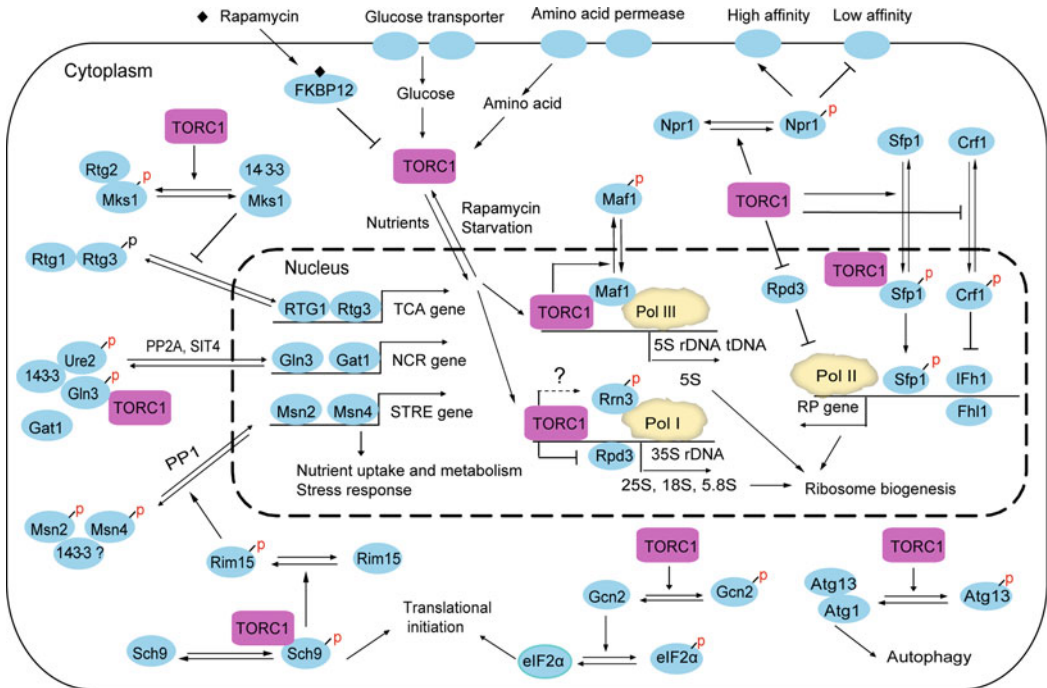 Rapamycin
Glucose transporter
Amino acid permease
High affinity
Low affinity
Cytoplasm
FKBP12
Glucose
Amino acid
Npr1
Npr1
p
TORC1
Rtg2
Mks1
p
14-3-3
Mks1
TORC1
Sfp1
Crf1
TORC1
Nutrients
Rapamycin
Starvation
Maf1
p
Rtg1
Rtg3
p
Nucleus
RTG1
Rtg3
TCA gene
TORC1
Maf1
Pol III
5S rDNA tDNA
5S
Rpd3
TORC1
Sfp1
p
Crf1
p
Ure2
p
143-3
Gln3
p
TORC1
Gat1
PP2A, SIT4
Gln3
Gat1
NCR gene
Msn2
Msn4
STRE gene
Nutrient uptake and metabolism
Stress response
?
TORC1
Rrn3
p
Pol I
Rpd3
35S rDNA
25S, 18S, 5.8S
Pol II
Sfp1
p
IFh1
Fhl1
RP gene
Ribosome biogenesis
PP1
Msn2
p
Msn4
p
143-3 ?
Rim15
p
Rim15
TORC1
Sch9
Sch9
p
Translational
initiation
TORC1
Gcn2
Gcn2
p
eIF2α
eIF2α
p
TORC1
Atg13
Atg1
Atg13
p
Autophagy